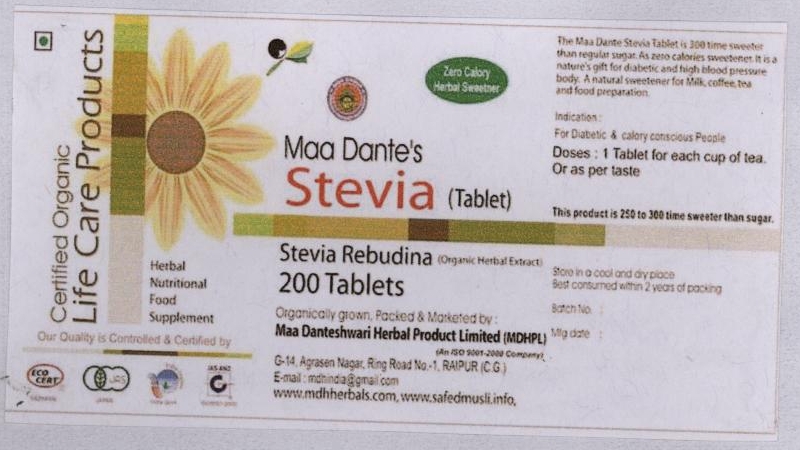 Certified Organic
Life Care Products
Herbal
Nutritional
Food
Supplement
Our Quality is Controlled & Certified by
ECO
CERT
JAS
JAPAN
Zero Calory
Herbal Sweetner
Maa Dante's
Stevia (Tablet)
Stevia Rebudina (Organic Herbal Extract)
200 Tablets
Organically grown, Packed & Marketed by :
Maa Danteshwari Herbal Product Limited (MDHPL)
(An ISO 9001-2000 Company)
G-14, Agrasen Nagar, Ring Road No.-1, RAIPUR (C.G.)
E-mail : mdhindia@gmail.com
www.mdhherbals.com, www.safedmusli.info,
The Maa Dante Stevia Tablet is 300 time sweeter
than regular sugar. As zero calories sweetener. It is a
nature's gift for diabetic and high blood pressure
body. A natural sweetener for Milk, coffee, tea
and food preparation.
Indication :
For Diabetic & calory conscious People
Doses : 1 Tablet for each cup of tea.
Or as per taste
This product is 250 to 300 time sweeter than sugar.
Store in a cool and dry place
Best consumed within 2 years of packing
Batch No. :
Mfg date :